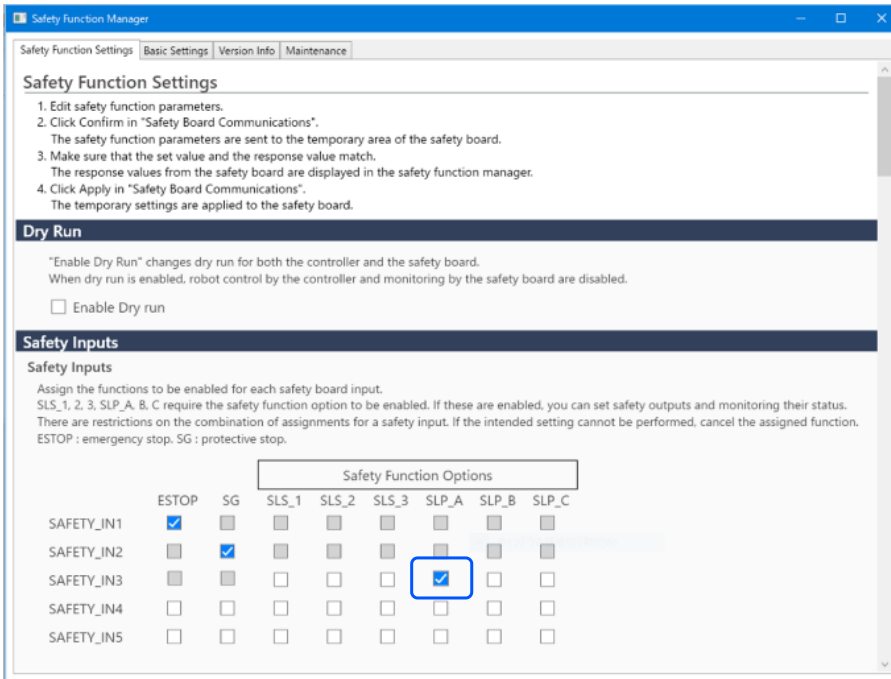 Safety Function Manager
Safety Function Settings Basic Settings Version Info Maintenance
Safety Function Settings
1. Edit safety function parameters.
2. Click Confirm in "Safety Board Communications".
The safety function parameters are sent to the temporary area of the safety board.
3. Make sure that the set value and the response value match.
The response values from the safety board are displayed in the safety function manager.
4. Click Apply in "Safety Board Communications".
The temporary settings are applied to the safety board.
Dry Run
"Enable Dry Run" changes dry run for both the controller and the safety board.
When dry run is enabled, robot control by the controller and monitoring by the safety board are disabled.
Enable Dry run
Safety Inputs
Safety Inputs
Assign the functions to be enabled for each safety board input.
SLS_1, 2, 3, SLP_A, B, C require the safety function option to be enabled. If these are enabled, you can set safety outputs and monitoring their status.
There are restrictions on the combination of assignments for a safety input. If the intended setting cannot be performed, cancel the assigned function.
ESTOP : emergency stop. SG : protective stop.
Safety Function Options
ESTOP SG SLS_1 SLS_2 SLS_3 SLP_A SLP_B SLP_C
SAFETY_IN1
SAFETY_IN2
SAFETY_IN3
SAFETY_IN4
SAFETY_IN5